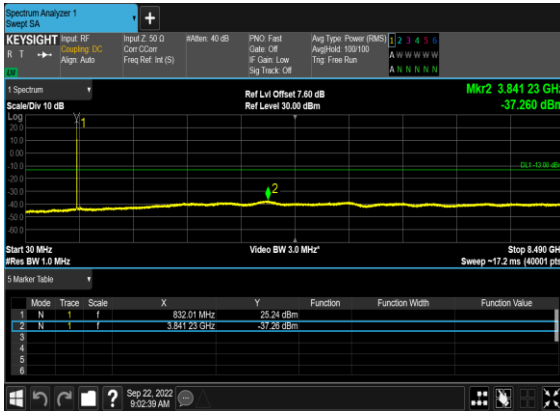 Spectrum Analyzer 1
Swept SA
KEYSIGHT Input: RF Input Z: 50 Ω #Atten: 40 dB PNO: Fast Avg Type: Power (RMS) 1 2 3 4 5 6
R T Coupling: DC Corr CCorr Gate: Off Avg|Hold: 100/100 A W W W W W
Align: Auto Freq Ref: Int (S) IF Gain: Low Trig: Free Run
Sig Track: Off A N N N N N
1 Spectrum
Ref Lvl Offset 7.60 dB Mkr2 3.841 23 GHz
Scale/Div 10 dB Ref Level 30.00 dBm -37.260 dBm
Log
1
20.0
10.0
0.00
-10.0
DL1 -13.00 dBm
-20.0
-30.0
2
-40.0
-50.0
-60.0
Start 30 MHz Video BW 3.0 MHz* Stop 8.490 GHz
#Res BW 1.0 MHz Sweep ~17.2 ms (40001 pts)
5 Marker Table
Mode Trace Scale X Y Function Function Width Function Value
1 N 1 f 832.01 MHz 25.24 dBm
2 N 1 f 3.841 23 GHz -37.26 dBm
3
4
5
6
? Sep 22, 2022
9:02:39 AM